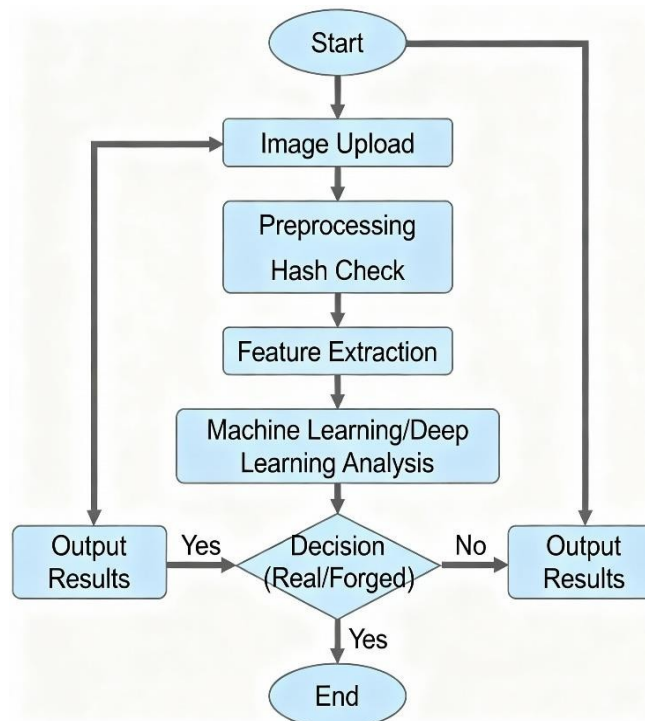 Start
Image Upload
Preprocessing
Hash Check
Feature Extraction
Machine Learning/Deep
Learning Analysis
Output
Results
Yes
Decision
(Real/Forged)
No
Output
Results
Yes
End